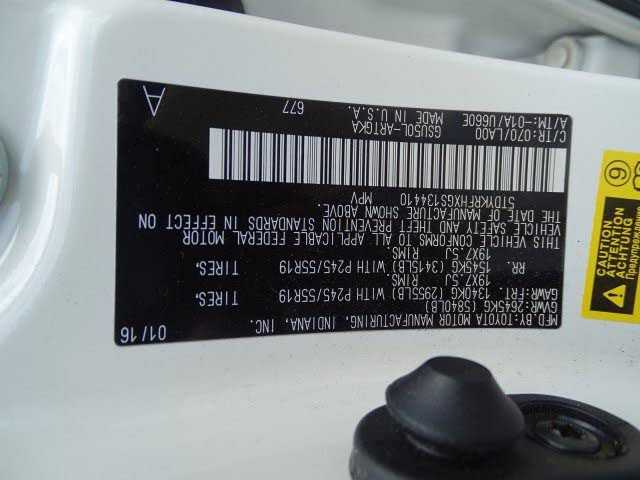 MFD.BY:TOYOTA MOTOR MANUFACTURING, INDIANA, INC. 01/16
GVWR:2645KG(5840LB)
GAWR:FRT. 1340KG(2955LB)WITH P245/55R19 TIRES,
19X7.5J RIMS
RR. 1545KG(3415LB)WITH P245/55R19 TIRES,
19X7.5J RIMS
THIS VEHICLE CONFORMS TO ALL APPLICABLE FEDERAL MOTOR
VEHICLE SAFETY AND THEFT PREVENTION STANDARDS IN EFFECT ON
THE DATE OF MANUFACTURE SHOWN ABOVE.
5TDYKRFHXGS134410 MPV
C/TR:070/LA00 GSU50L-ARTGKA 677 A
A/TM:-01A/U660E MADE IN U.S.A.
9